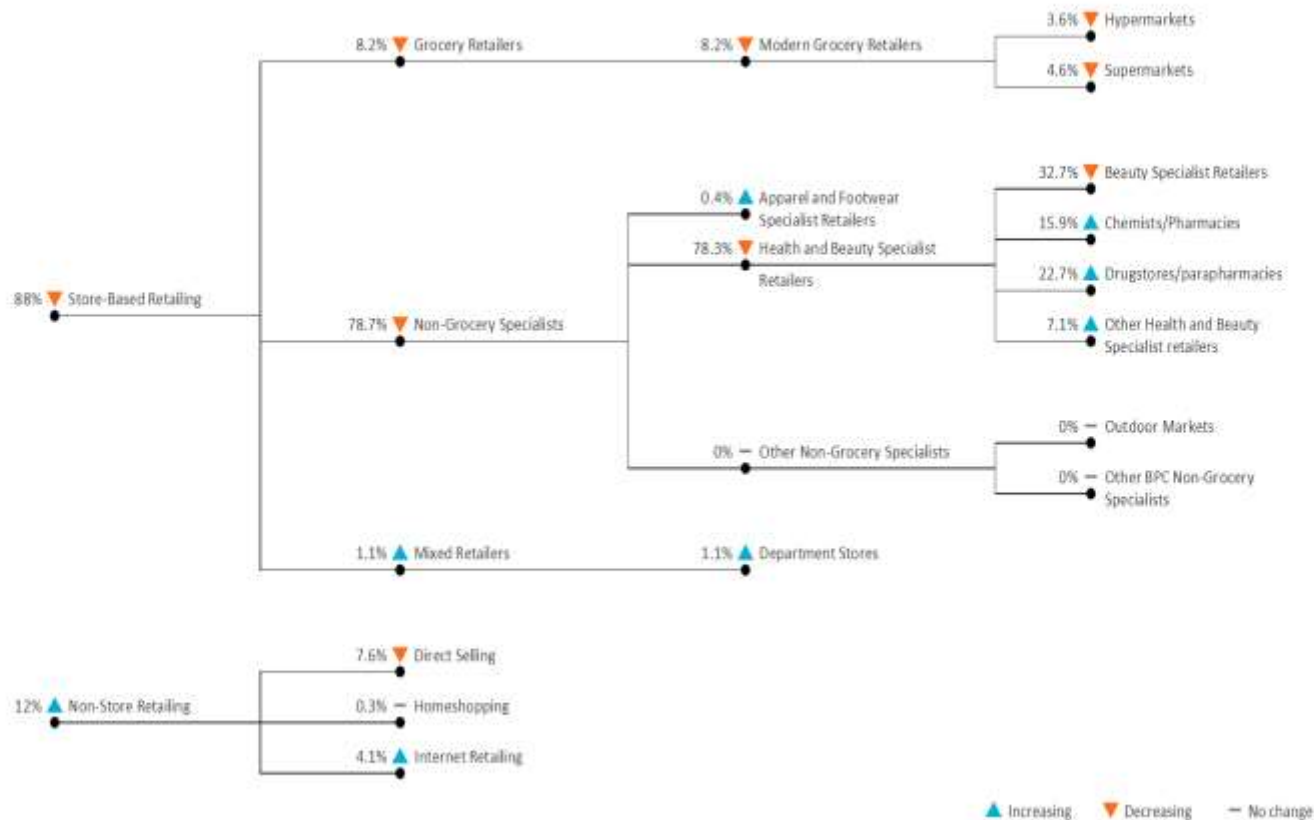 3.6% Hypermarkets
8.2% Grocery Retailers
8.2% Modern Grocery Retailers
4.6% Supermarkets
32.7% Beauty Specialist Retailers
0.4% Apparel and Footwear
Specialist Retailers
15.9% Chemists/Pharmacies
78.3% Health and Beauty Specialist
Retailers
22.7% Drugstores/parapharmacies
88% Store-Based Retailing
78.7% Non-Grocery Specialists
7.1% Other Health and Beauty
Specialist retailers
0% – Outdoor Markets
0% – Other Non-Grocery Specialists
0% – Other BPC Non-Grocery
Specialists
1.1% Mixed Retailers
1.1% Department Stores
7.6% Direct Selling
12% Non-Store Retailing
0.3% – Homeshopping
4.1% Internet Retailing
Increasing Decreasing – No change